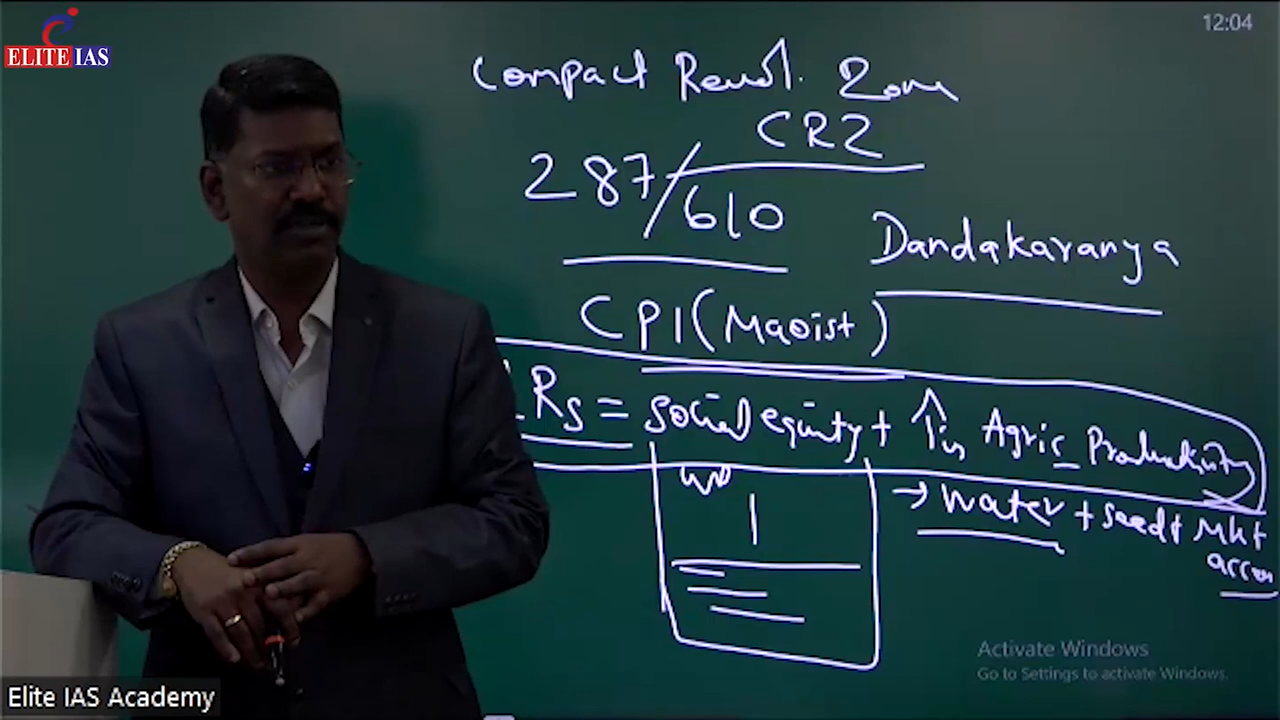 12:04
ELITE IAS
Compact Revol. Zone
CRZ
287/610
Dandakaranya
CPI(Maoist)
LRs = social equity + ↑ in Agric Productivity
→ Water + seed + Mkt
access
1
Activate Windows
Go to Settings to activate Windows.
Elite IAS Academy